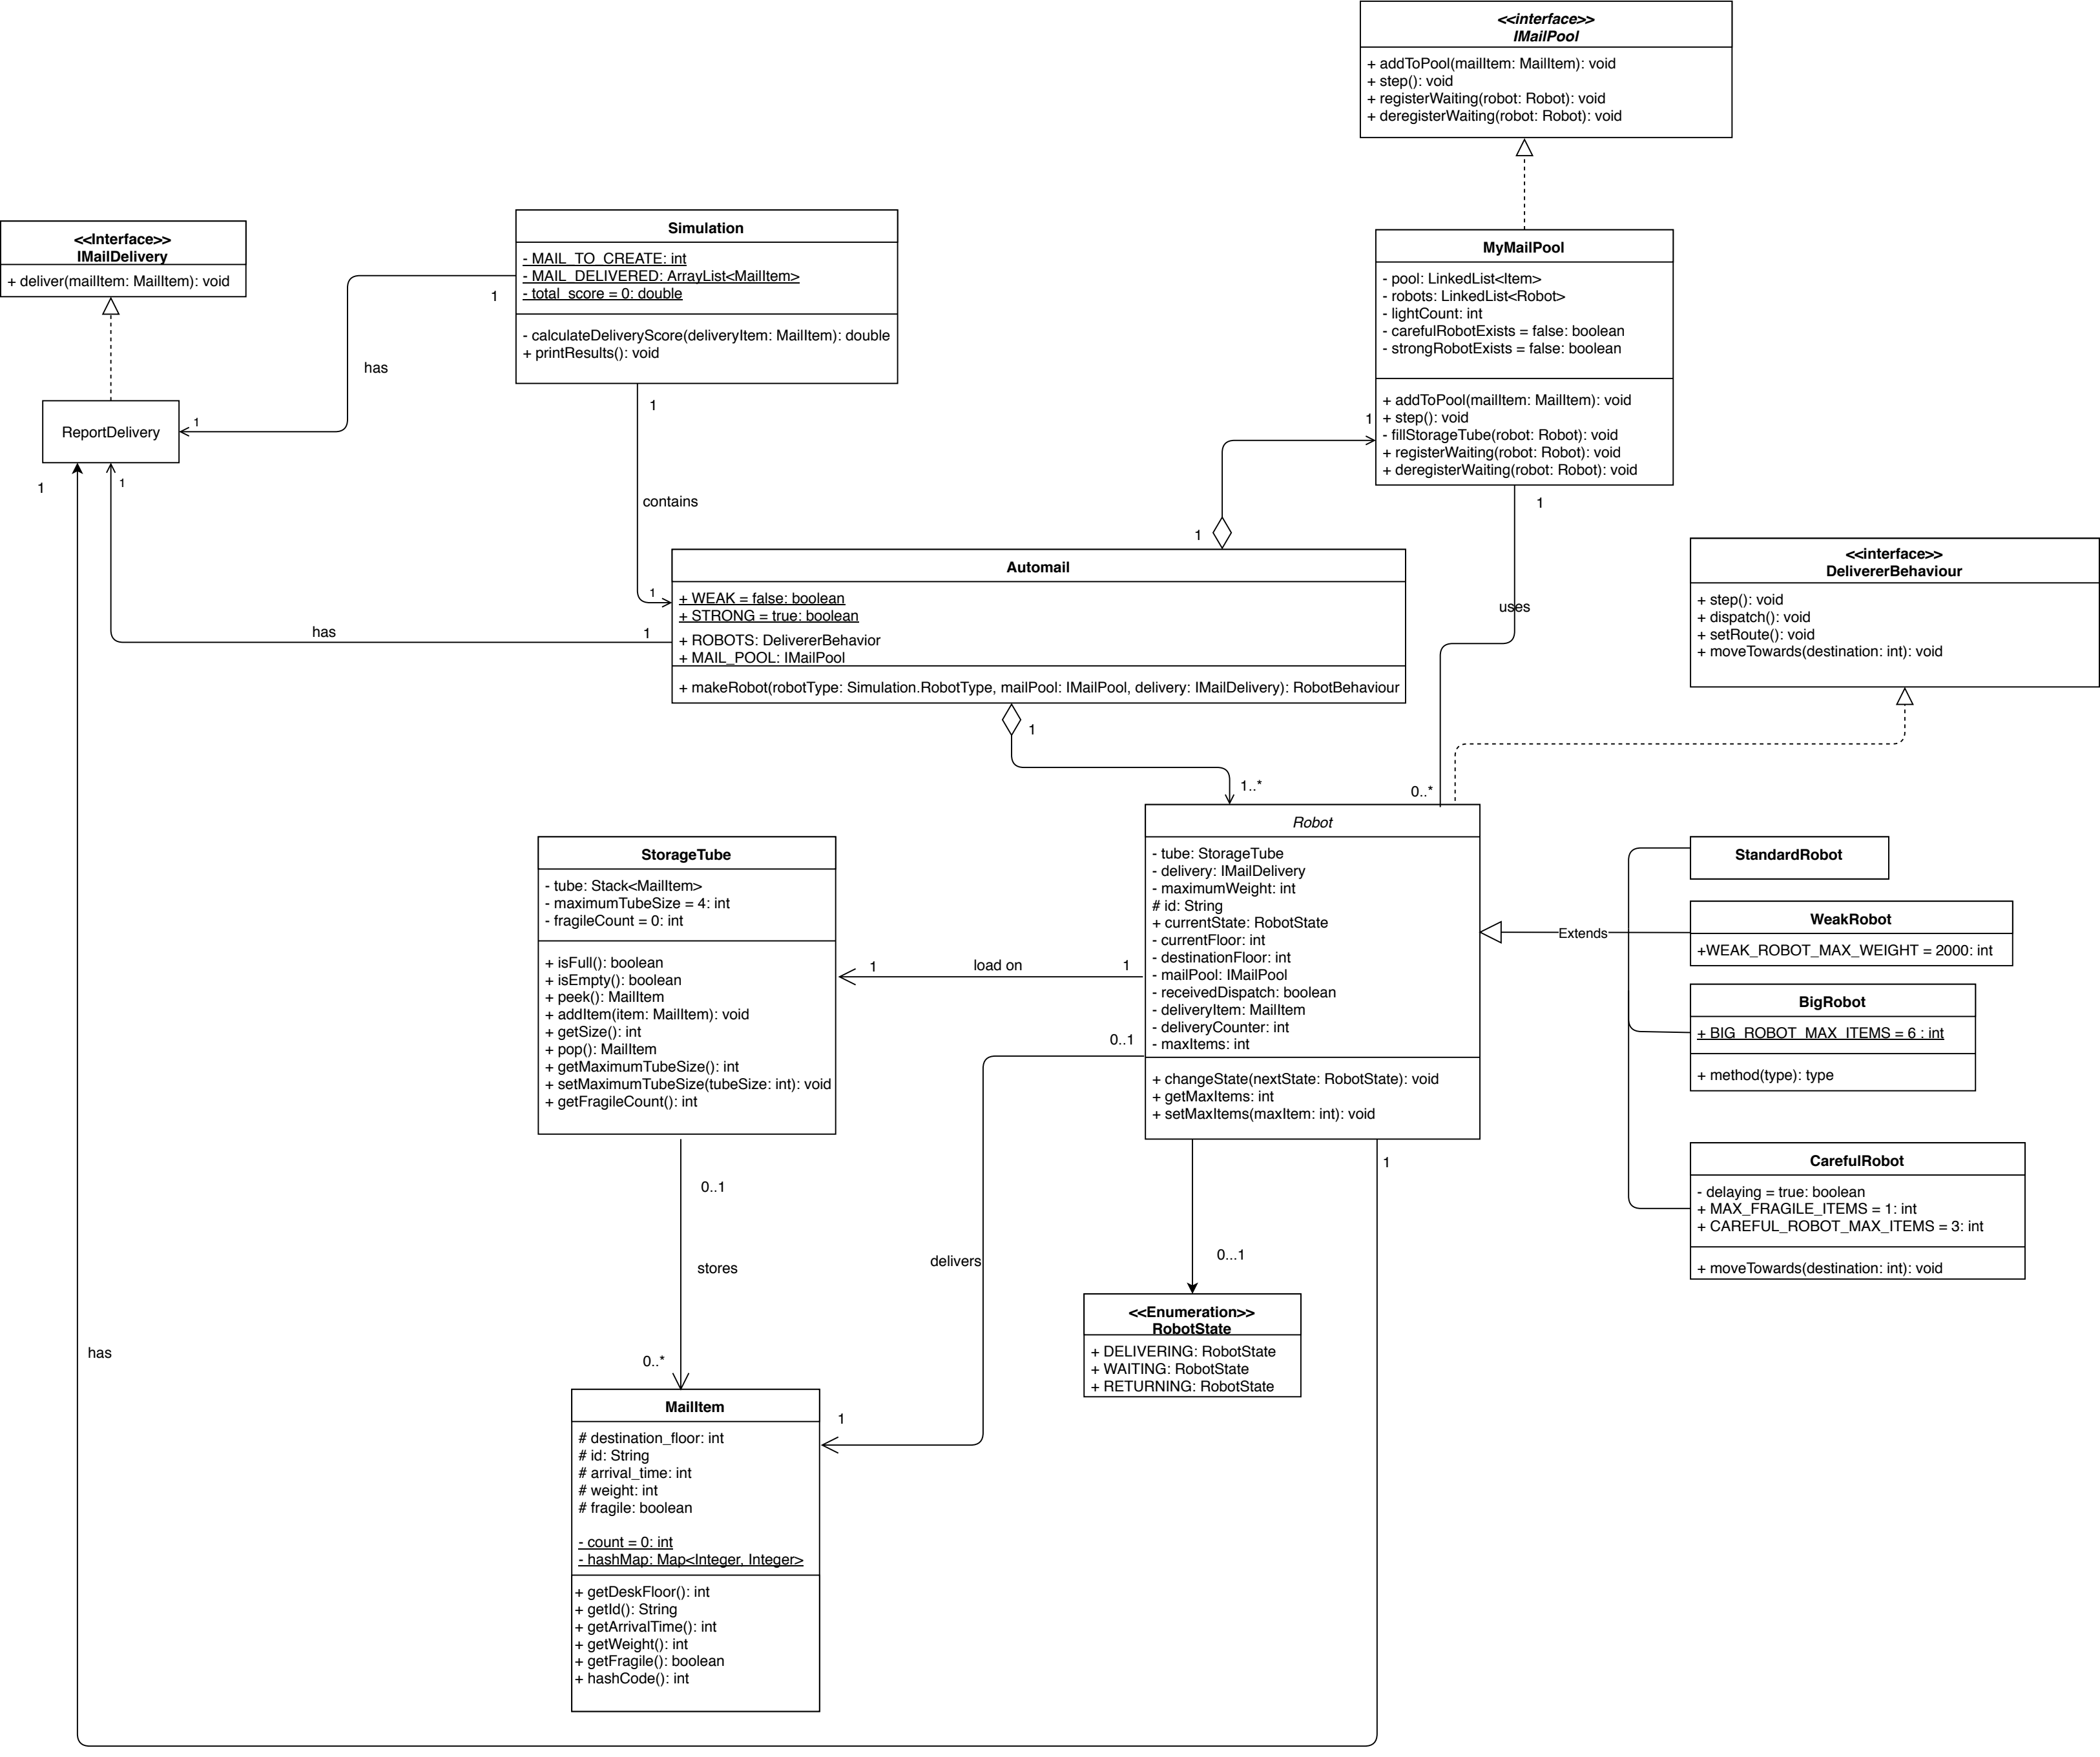 <<interface>>
IMailPool
+ addToPool(mailItem: MailItem): void
+ step(): void
+ registerWaiting(robot: Robot): void
+ deregisterWaiting(robot: Robot): void
<<Interface>>
IMailDelivery
+ deliver(mailItem: MailItem): void
Simulation
- MAIL_TO_CREATE: int
- MAIL_DELIVERED: ArrayList<MailItem>
- total_score = 0: double
- calculateDeliveryScore(deliveryItem: MailItem): double
+ printResults(): void
MyMailPool
- pool: LinkedList<Item>
- robots: LinkedList<Robot>
- lightCount: int
- carefulRobotExists = false: boolean
- strongRobotExists = false: boolean
+ addToPool(mailItem: MailItem): void
+ step(): void
- fillStorageTube(robot: Robot): void
+ registerWaiting(robot: Robot): void
+ deregisterWaiting(robot: Robot): void
1
has
1
ReportDelivery
1
1
1
contains
1
has
1
1
1
1
uses
0..*
Automail
+ WEAK = false: boolean
+ STRONG = true: boolean
+ ROBOTS: DelivererBehavior
+ MAIL_POOL: IMailPool
+ makeRobot(robotType: Simulation.RobotType, mailPool: IMailPool, delivery: IMailDelivery): RobotBehaviour
<<interface>>
DelivererBehaviour
+ step(): void
+ dispatch(): void
+ setRoute(): void
+ moveTowards(destination: int): void
1
1..*
StorageTube
- tube: Stack<MailItem>
- maximumTubeSize = 4: int
- fragileCount = 0: int
+ isFull(): boolean
+ isEmpty(): boolean
+ peek(): MailItem
+ addItem(item: MailItem): void
+ getSize(): int
+ pop(): MailItem
+ getMaximumTubeSize(): int
+ setMaximumTubeSize(tubeSize: int): void
+ getFragileCount(): int
1
load on
1
Robot
- tube: StorageTube
- delivery: IMailDelivery
- maximumWeight: int
# id: String
+ currentState: RobotState
- currentFloor: int
- destinationFloor: int
- mailPool: IMailPool
- receivedDispatch: boolean
- deliveryItem: MailItem
- deliveryCounter: int
- maxItems: int
+ changeState(nextState: RobotState): void
+ getMaxItems: int
+ setMaxItems(maxItem: int): void
Extends
StandardRobot
WeakRobot
+WEAK_ROBOT_MAX_WEIGHT = 2000: int
BigRobot
+ BIG_ROBOT_MAX_ITEMS = 6 : int
+ method(type): type
CarefulRobot
- delaying = true: boolean
+ MAX_FRAGILE_ITEMS = 1: int
+ CAREFUL_ROBOT_MAX_ITEMS = 3: int
+ moveTowards(destination: int): void
0..1
delivers
1
0..1
stores
0..*
0...1
1
has
<<Enumeration>>
RobotState
+ DELIVERING: RobotState
+ WAITING: RobotState
+ RETURNING: RobotState
MailItem
# destination_floor: int
# id: String
# arrival_time: int
# weight: int
# fragile: boolean
- count = 0: int
- hashMap: Map<Integer, Integer>
+ getDeskFloor(): int
+ getId(): String
+ getArrivalTime(): int
+ getWeight(): int
+ getFragile(): boolean
+ hashCode(): int